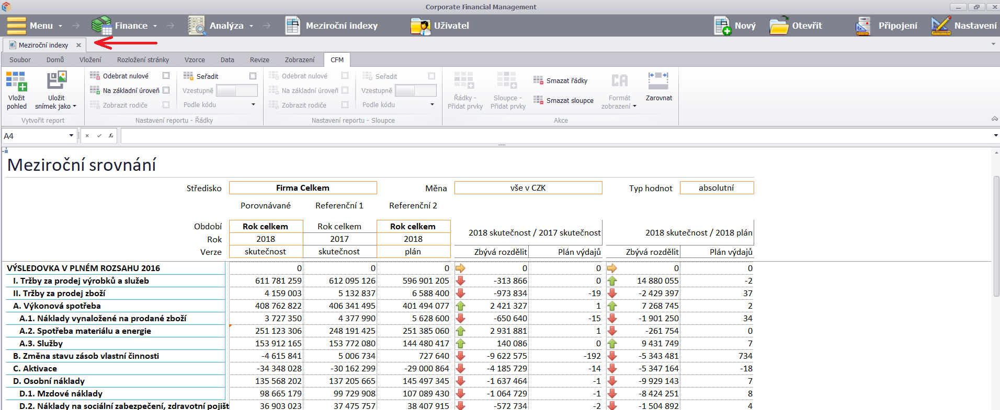 Corporate Financial Management
Menu Finance Analýza Meziroční indexy Uživatel Nový Otevřít Připojení Nastavení
Meziroční indexy
Soubor Domů Vložení Rozložení stránky Vzorce Data Revize Zobrazení CFM
Vložit pohled
Uložit snímek jako
Vytvořit report
Odebrat nulové
Na základní úroveň
Zobrazit rodiče
Seřadit
Vzestupně
Podle kódu
Nastavení reportu - Řádky
Odebrat nulové
Na základní úroveň
Zobrazit rodiče
Seřadit
Vzestupně
Podle kódu
Nastavení reportu - Sloupce
Řádky - Přidat prvky
Sloupce - Přidat prvky
Smazat řádky
Smazat sloupce
Formát zobrazení
Zarovnat
Akce
A4 fx
Meziroční srovnání
Středisko Firma Celkem Měna vše v CZK Typ hodnot absolutní
Porovnávané Referenční 1 Referenční 2
Období Rok celkem Rok celkem Rok celkem
2018 skutečnost / 2017 skutečnost 2018 skutečnost / 2018 plán
Rok 2018 2017 2018
Verze skutečnost skutečnost plán Zbývá rozdělit Plán výdajů Zbývá rozdělit Plán výdajů
VÝSLEDOVKA V PLNÉM ROZSAHU 2016 0 0 0 0 0 0 0
I. Tržby za prodej výrobků a služeb 611 781 259 612 095 126 596 901 205 -313 866 0 14 880 055 -2
II. Tržby za prodej zboží 4 159 003 5 132 837 6 588 400 -973 834 -19 -2 429 397 37
A. Výkonová spotřeba 408 762 822 406 341 495 401 494 077 2 421 327 1 7 268 745 2
A.1. Náklady vynaložené na prodané zboží 3 727 350 4 377 990 5 628 600 -650 640 -15 -1 901 250 34
A.2. Spotřeba materiálu a energie 251 123 306 248 191 425 251 385 060 2 931 881 1 -261 754 0
A.3. Služby 153 912 165 153 772 080 144 480 417 140 086 0 9 431 749 7
B. Změna stavu zásob vlastní činnosti -4 615 841 5 006 734 727 640 -9 622 575 -192 -5 343 481 734
C. Aktivace -34 348 028 -30 162 299 -29 000 864 -4 185 729 -14 -5 347 164 -18
D. Osobní náklady 135 568 202 137 205 665 145 497 345 -1 637 464 -1 -9 929 143 7
D.1. Mzdové náklady 98 665 179 99 729 908 107 089 430 -1 064 729 -1 -8 424 251 8
D.2. Náklady na sociální zabezpečení, zdravotní pojišt 36 903 023 37 475 757 38 407 915 -572 734 -2 -1 504 892 4